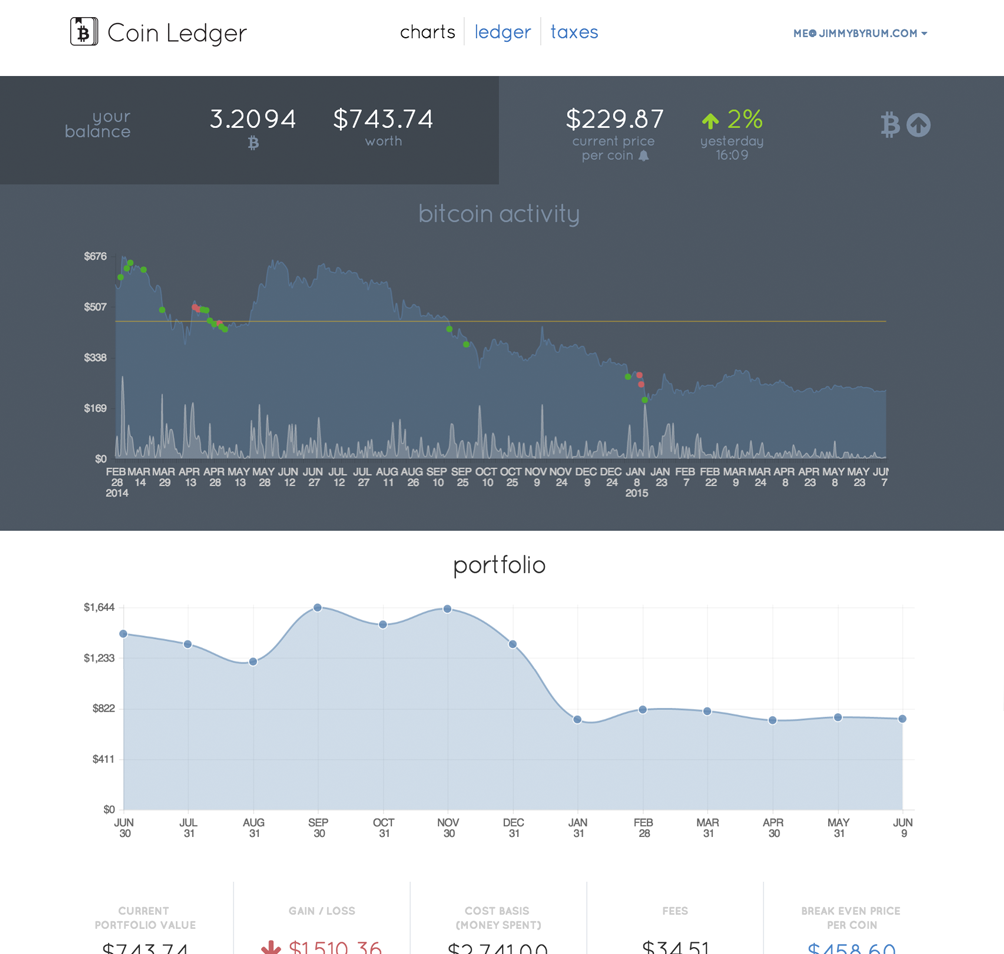 Coin Ledger
charts ledger taxes
ME@JIMMYBYRUM.COM
your
balance
3.2094
$743.74
worth
$229.87
current price
per coin
2%
yesterday
16:09
bitcoin activity
$676
$507
$338
$169
$0
FEB MAR MAR APR APR MAY MAY JUN JUN JUL JUL AUG AUG SEP SEP OCT OCT NOV NOV DEC DEC JAN JAN FEB FEB MAR MAR APR APR MAY MAY JUN
28 14 29 13 28 13 28 12 27 12 27 11 26 10 25 10 25 9 24 9 24 8 23 7 22 9 24 8 23 8 23 7
2014 2015
portfolio
$1,644
$1,233
$822
$411
$0
JUN JUL AUG SEP OCT NOV DEC JAN FEB MAR APR MAY JUN
30 31 31 30 31 30 31 31 28 31 30 31 9
CURRENT
PORTFOLIO VALUE
$743.74
GAIN / LOSS
$1,510.36
COST BASIS
(MONEY SPENT)
$2,741.00
FEES
$34.51
BREAK EVEN PRICE
PER COIN
$458.60